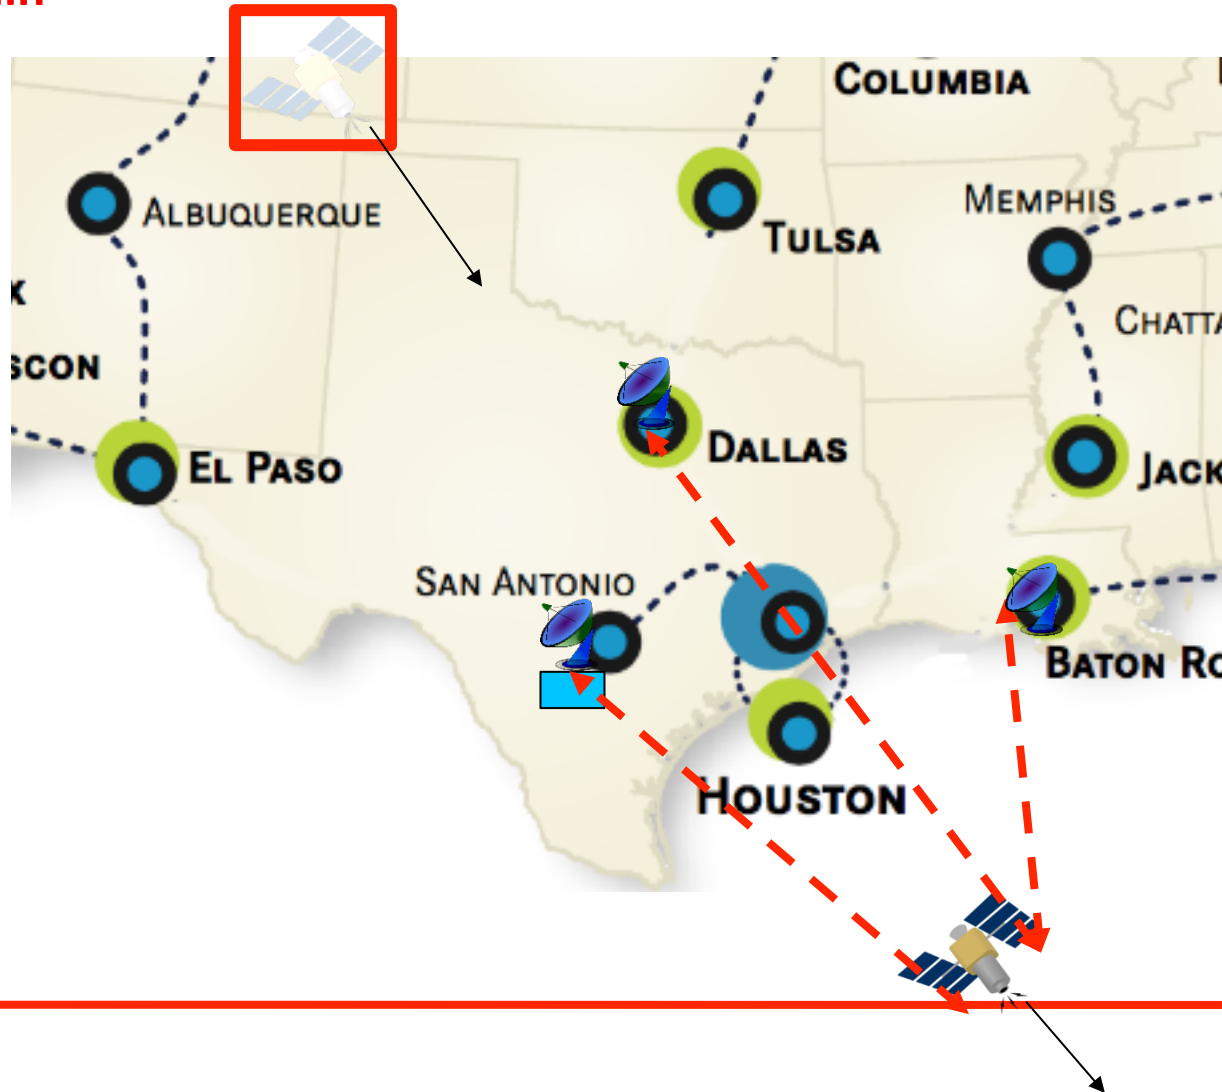 COLUMBIA
MEMPHIS
ALBUQUERQUE
TULSA
X
CHATTA
SCON
DALLAS
EL PASO
JACK
SAN ANTONIO
BATON RO
HOUSTON